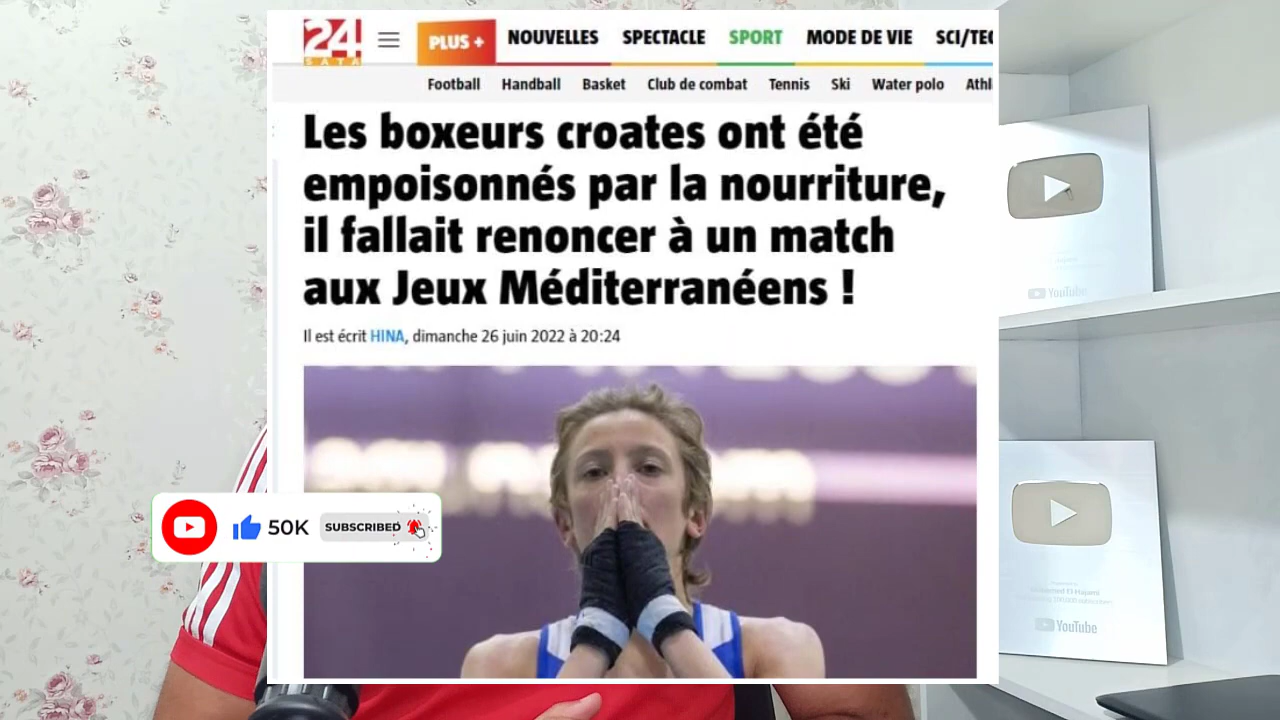 24
SATA
PLUS +
NOUVELLES
SPECTACLE
SPORT
MODE DE VIE
Football
Handball
Basket
Club de combat
Tennis
Ski
Water polo
Les boxeurs croates ont été
empoisonnés par la nourriture,
il fallait renoncer à un match
aux Jeux Méditerranéens !
Il est écrit HINA, dimanche 26 juin 2022 à 20:24
50K
SUBSCRIBED
YouTube
YouTube